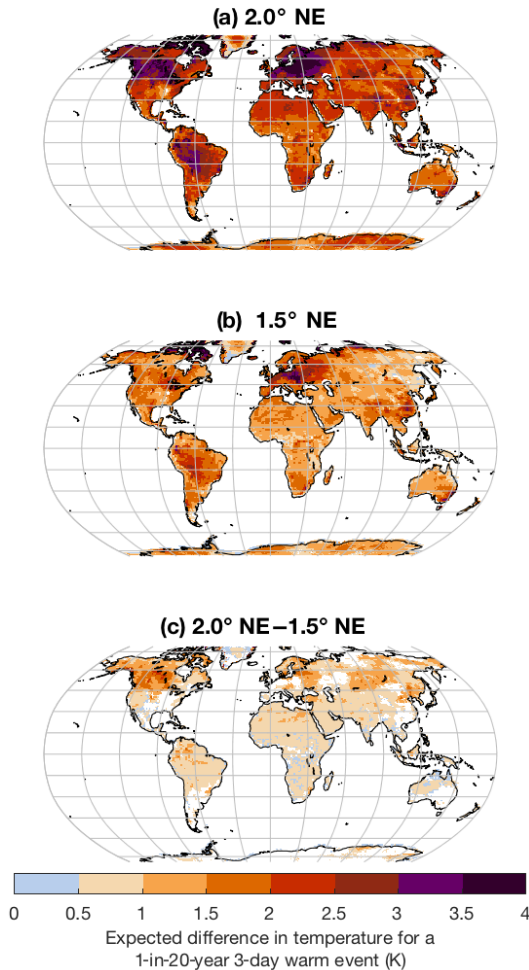 (a) 2.0° NE
(b) 1.5° NE
(c) 2.0° NE−1.5° NE
0 0.5 1 1.5 2 2.5 3 3.5 4
Expected difference in temperature for a
1-in-20-year 3-day warm event (K)